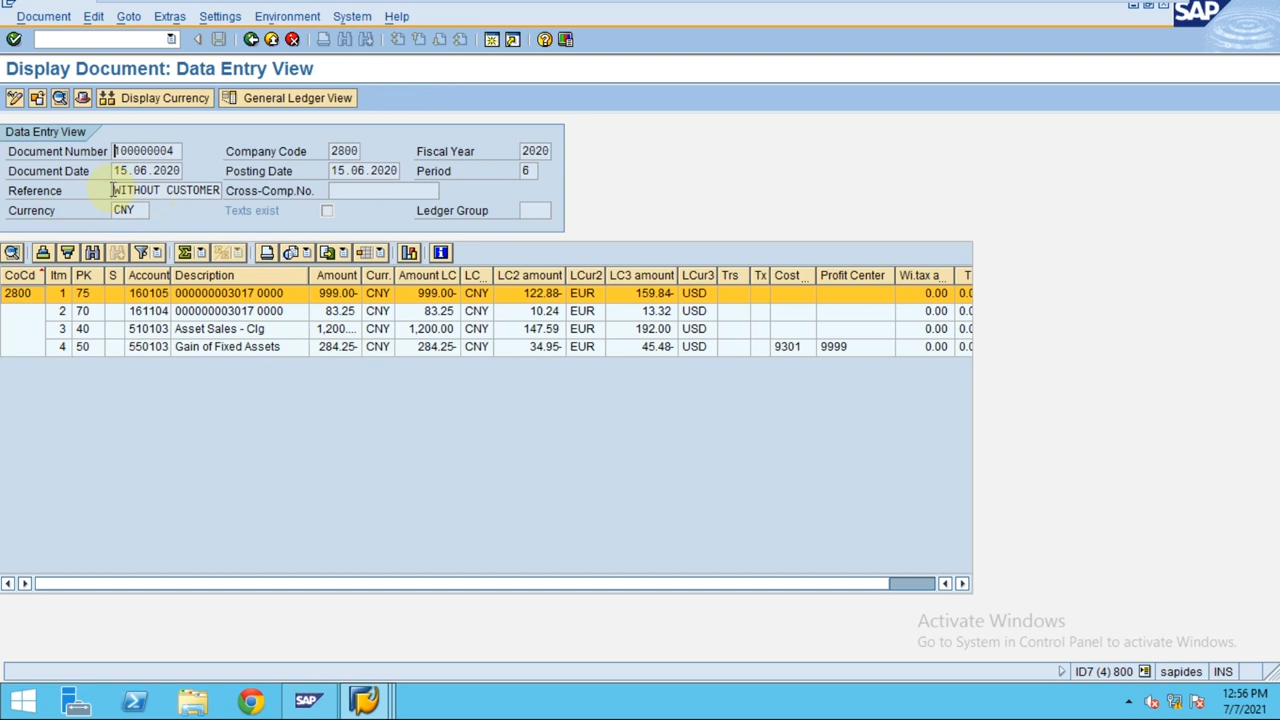 Document Edit Goto Extras Settings Environment System Help
SAP
Display Document: Data Entry View
Display Currency General Ledger View
Data Entry View
Document Number 100000004 Company Code 2800 Fiscal Year 2020
Document Date 15.06.2020 Posting Date 15.06.2020 Period 6
Reference WITHOUT CUSTOMER Cross-Comp.No.
Currency CNY Texts exist Ledger Group
CoCd Itm PK S Account Description Amount Curr. Amount LC LC... LC2 amount LCur2 LC3 amount LCur3 Trs Tx Cost... Profit Center Wi.tax a... T
2800 1 75 160105 000000003017 0000 999.00- CNY 999.00- CNY 122.88- EUR 159.84- USD 0.00 0.0
2 70 161104 000000003017 0000 83.25 CNY 83.25 CNY 10.24 EUR 13.32 USD 0.00 0.0
3 40 510103 Asset Sales - Clg 1,200.... CNY 1,200.00 CNY 147.59 EUR 192.00 USD 0.00 0.0
4 50 550103 Gain of Fixed Assets 284.25- CNY 284.25- CNY 34.95- EUR 45.48- USD 9301 9999 0.00 0.0
Activate Windows
Go to System in Control Panel to activate Windows.
ID7 (4) 800 sapides INS
SAP 12:56 PM
7/7/2021